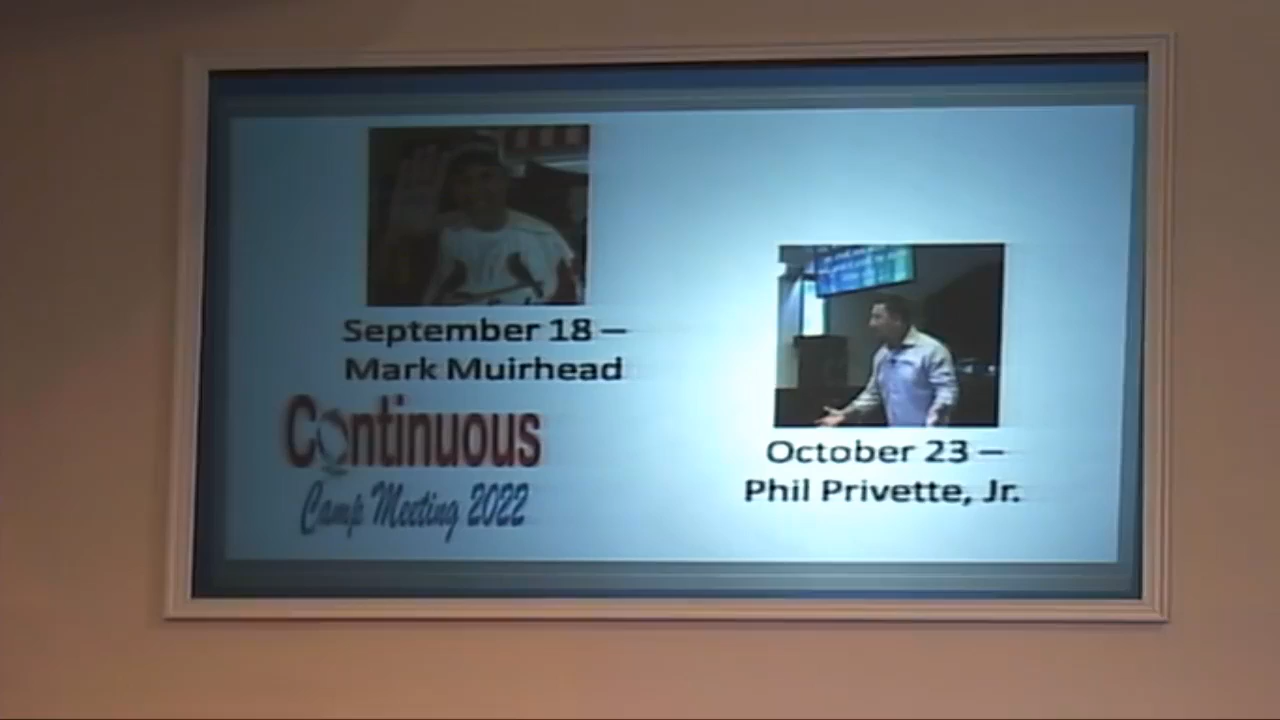 September 18 –
Mark Muirhead
Continuous
Camp Meeting 2022
October 23 –
Phil Privette, Jr.